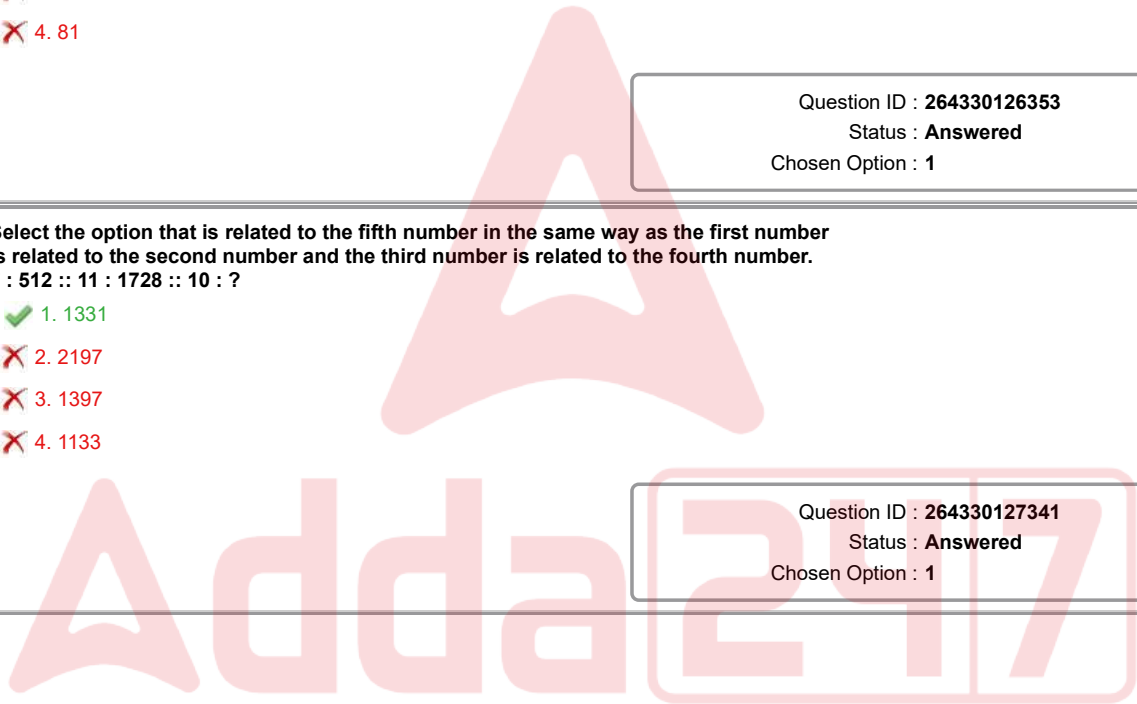 4. 81
Question ID : 264330126353
Status : Answered
Chosen Option : 1
elect the option that is related to the fifth number in the same way as the first number
s related to the second number and the third number is related to the fourth number.
: 512 :: 11 : 1728 :: 10 : ?
1. 1331
2. 2197
3. 1397
4. 1133
Question ID : 264330127341
Status : Answered
Chosen Option : 1
Adda247